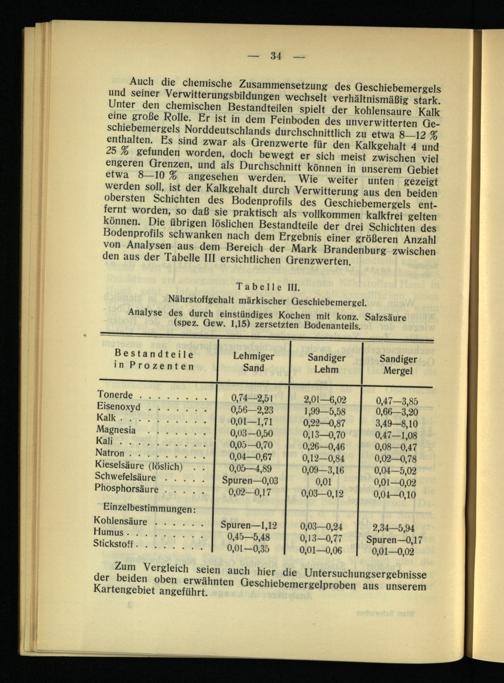 — 34 —
Auch die chemische Zusammensetzung des Geschiebemergels
und seiner Verwitterungsbildungen wechselt verhältnismäßig stark.
Unter den chemischen Bestandteilen spielt der kohlensaure Kalk
eine große Rolle. Er ist in dem Feinboden des unverwitterten Ge-
schiebemergels Norddeutschlands durchschnittlich zu etwa 8—12 %
enthalten. Es sind zwar als Grenzwerte für den Kalkgehalt 4 und
25 % gefunden worden, doch bewegt er sich meist zwischen viel
engeren Grenzen, und als Durchschnitt können in unserem Gebiet
etwa 8—10 % angesehen werden. Wie weiter unten gezeigt
werden soll, ist der Kalkgehalt durch Verwitterung aus den beiden
obersten Schichten des Bodenprofils des Geschiebemergels ent-
fernt worden, so daß sie praktisch als vollkommen kalkfrei gelten
können. Die übrigen löslichen Bestandteile der drei Schichten des
Bodenprofils schwanken nach dem Ergebnis einer größeren Anzahl
von Analysen aus dem Bereich der Mark Brandenburg zwischen
den aus der Tabelle III ersichtlichen Grenzwerten.
Tabelle III.
Nährstoffgehalt märkischer Geschiebemergel.
Analyse des durch einstündiges Kochen mit konz. Salzsäure
(spez. Gew. 1,15) zersetzten Bodenanteils.
Bestandteile in Prozenten | Lehmiger Sand | Sandiger Lehm | Sandiger Mergel
Tonerde . . . . . . . . 0,74—2,51 2,01—6,02 0,47—3,85
Eisenoxyd . . . . . . . 0,56—2,23 1,99—5,58 0,66—3,20
Kalk . . . . . . . . . 0,01—1,71 0,22—0,87 3,49—8,10
Magnesia . . . . . . . 0,03—0,50 0,13—0,70 0,47—1,08
Kali . . . . . . . . . 0,05—0,70 0,26—0,46 0,08—0,47
Natron . . . . . . . . 0,04—0,67 0,12—0,84 0,02—0,78
Kieselsäure (löslich) . . 0,05—4,89 0,09—3,16 0,04—5,02
Schwefelsäure . . . . . Spuren—0,03 0,01 0,01—0,02
Phosphorsäure . . . . . 0,02—0,17 0,03—0,12 0,04—0,10
Einzelbestimmungen:
Kohlensäure . . . . . . Spuren—1,12 0,03—0,24 2,34—5,94
Humus . . . . . . . . 0,45—5,48 0,13—0,77 Spuren—0,17
Stickstoff . . . . . . . 0,01—0,35 0,01—0,06 0,01—0,02
Zum Vergleich seien auch hier die Untersuchungsergebnisse
der beiden oben erwähnten Geschiebemergelproben aus unserem
Kartengebiet angeführt.